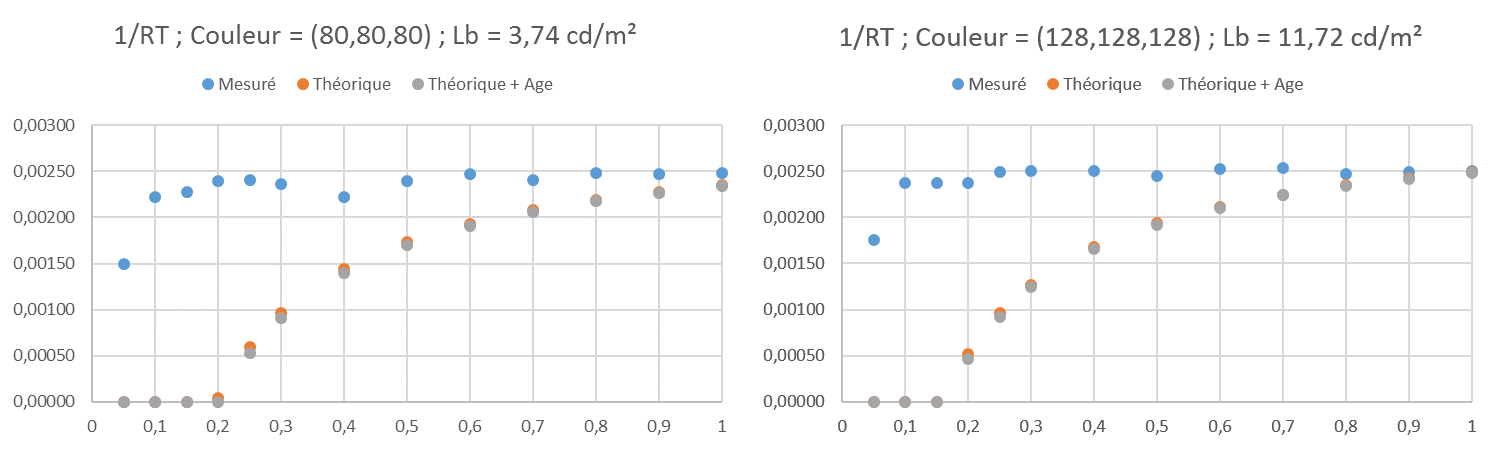 1/RT ; Couleur = (80,80,80) ; Lb = 3,74 cd/m²
Mesuré Théorique Théorique + Age
0,00300
0,00250
0,00200
0,00150
0,00100
0,00050
0,00000
0 0,1 0,2 0,3 0,4 0,5 0,6 0,7 0,8 0,9 1
1/RT ; Couleur = (128,128,128) ; Lb = 11,72 cd/m²
Mesuré Théorique Théorique + Age
0,00300
0,00250
0,00200
0,00150
0,00100
0,00050
0,00000
0 0,1 0,2 0,3 0,4 0,5 0,6 0,7 0,8 0,9 1